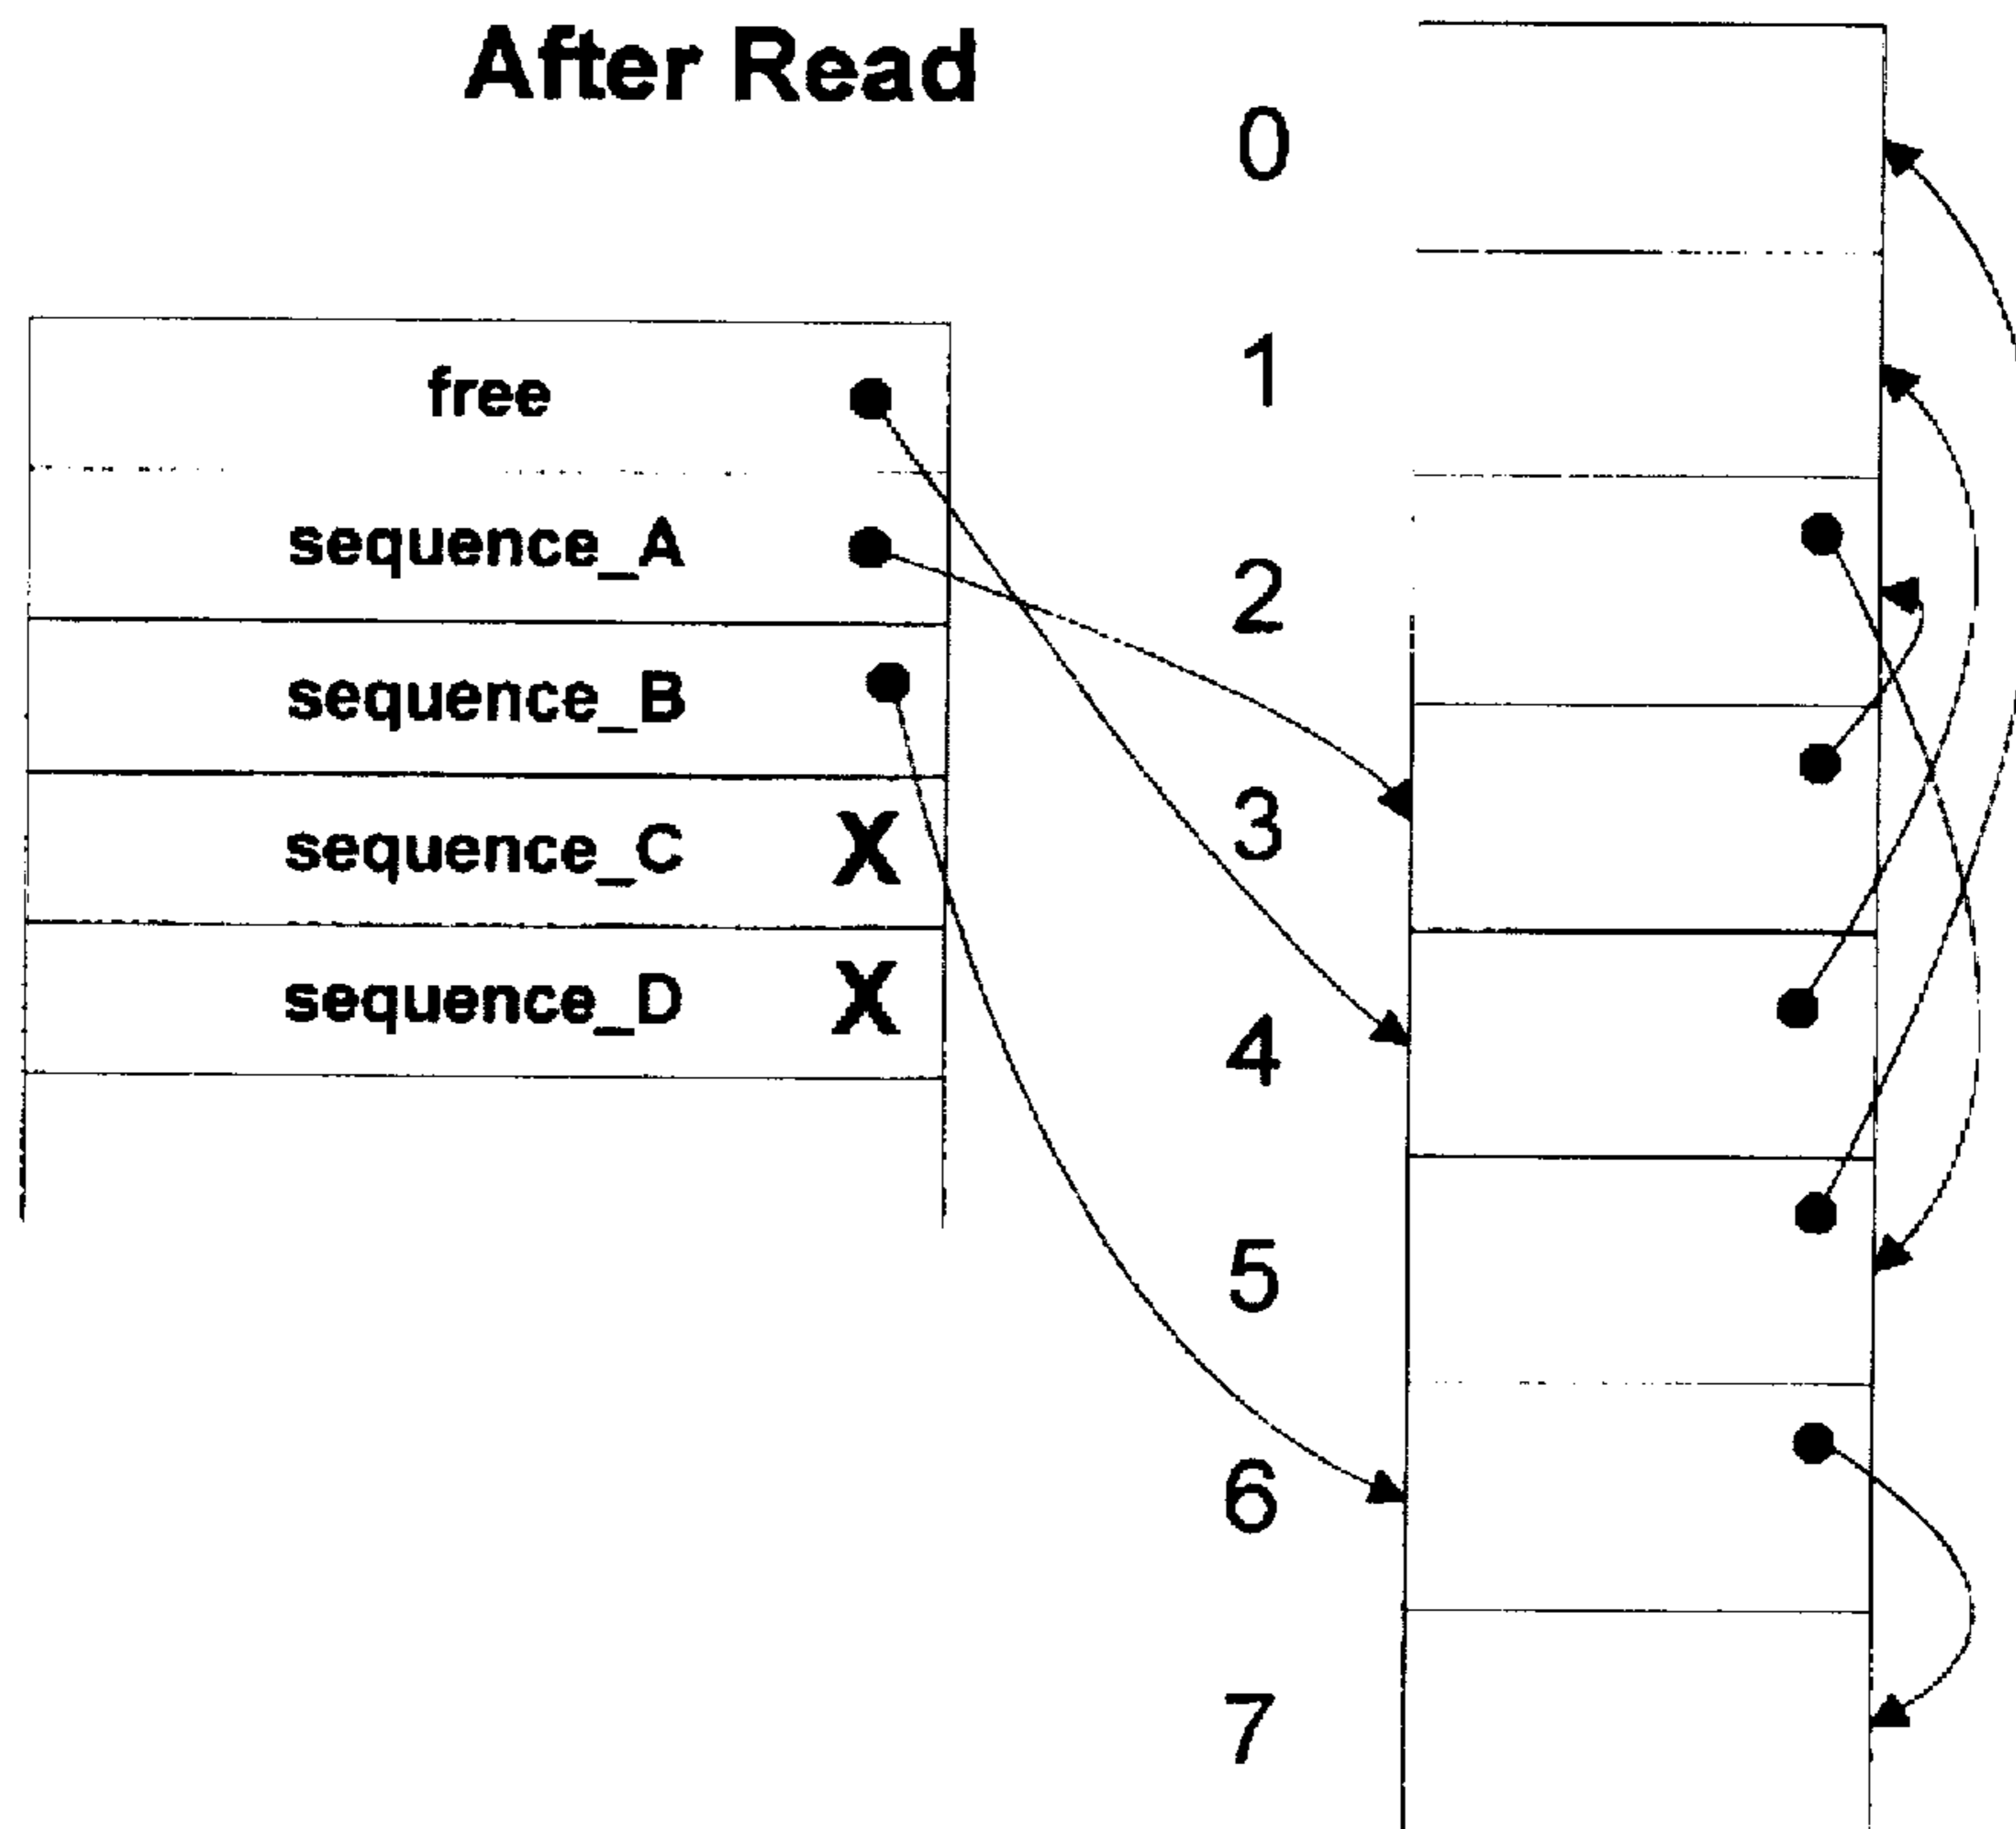 After Read
free
sequence_A
sequence_B
sequence_C X
sequence_D X
0
1
2
3
4
5
6
7